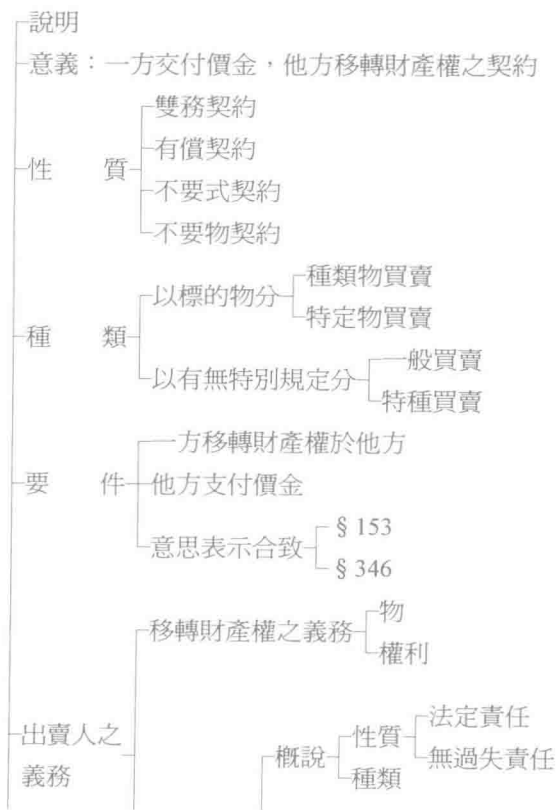 說明
意義：一方交付價金，他方移轉財產權之契約
性質
雙務契約
有償契約
不要式契約
不要物契約
種類
以標的物分
種類物買賣
特定物買賣
以有無特別規定分
一般買賣
特種買賣
要件
一方移轉財產權於他方
他方支付價金
意思表示合致
§ 153
§ 346
出賣人之
義務
移轉財產權之義務
物
權利
概說
性質
法定責任
無過失責任
種類